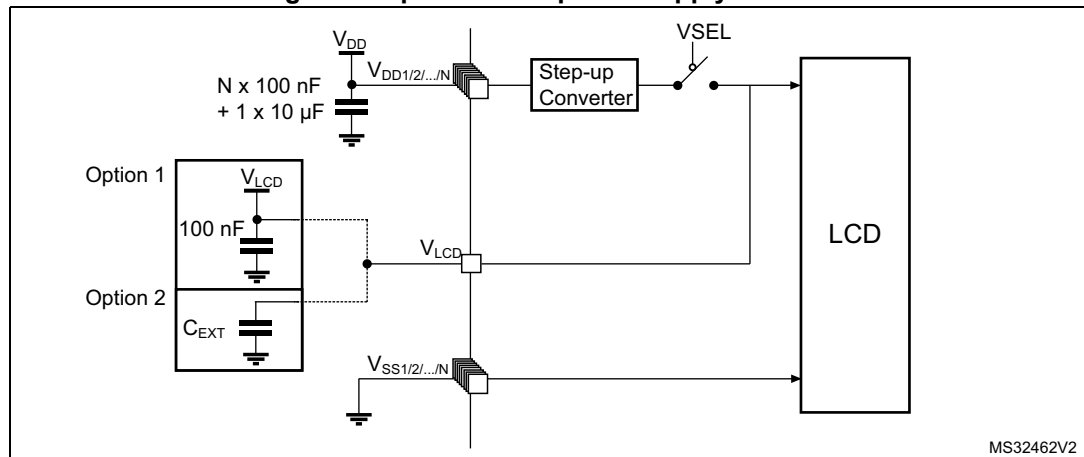 VDD
VSEL
VDD1/2/.../N
Step-up
Converter
N x 100 nF
+ 1 x 10 µF
Option 1
VLCD
100 nF
VLCD
LCD
Option 2
CEXT
VSS1/2/.../N
MS32462V2